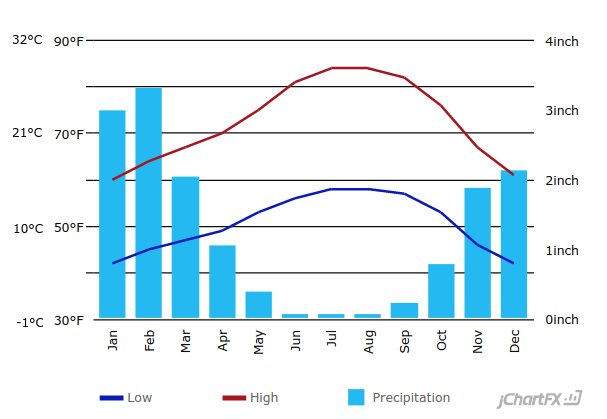 32°C 90°F 4inch
3inch
21°C 70°F
2inch
10°C 50°F
1inch
-1°C 30°F 0inch
Jan Feb Mar Apr May Jun Jul Aug Sep Oct Nov Dec
Low High Precipitation
jChartFX